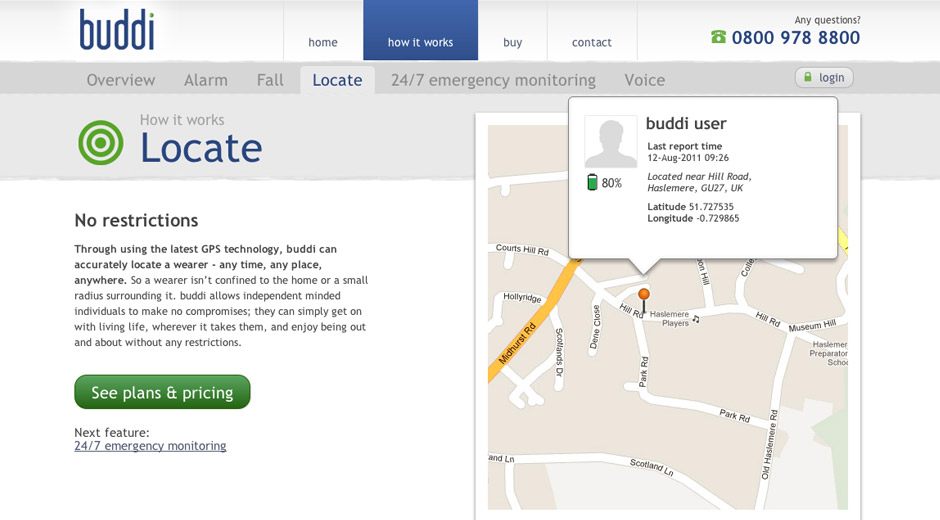 buddi
home
how it works
buy
contact
Any questions?
0800 978 8800
Overview
Alarm
Fall
Locate
24/7 emergency monitoring
Voice
login
How it works
Locate
No restrictions
Through using the latest GPS technology, buddi can
accurately locate a wearer - any time, any place,
anywhere. So a wearer isn't confined to the home or a small
radius surrounding it. buddi allows independent minded
individuals to make no compromises; they can simply get on
with living life, wherever it takes them, and enjoy being out
and about without any restrictions.
See plans & pricing
Next feature:
24/7 emergency monitoring
buddi user
Last report time
12-Aug-2011 09:26
80%
Located near Hill Road,
Haslemere, GU27, UK
Latitude 51.727535
Longitude -0.729865
Courts Hill Rd
Hollyridge
Midhurst Rd
Scotlands Dr
Dene Close
Hill Rd
Haslemere
Players
Hill Rd
Museum Hill
Haslemere
Preparator
Schoo
Park Rd
Park Rd
Old Haslemere Rd
and Ln
Scotland Ln